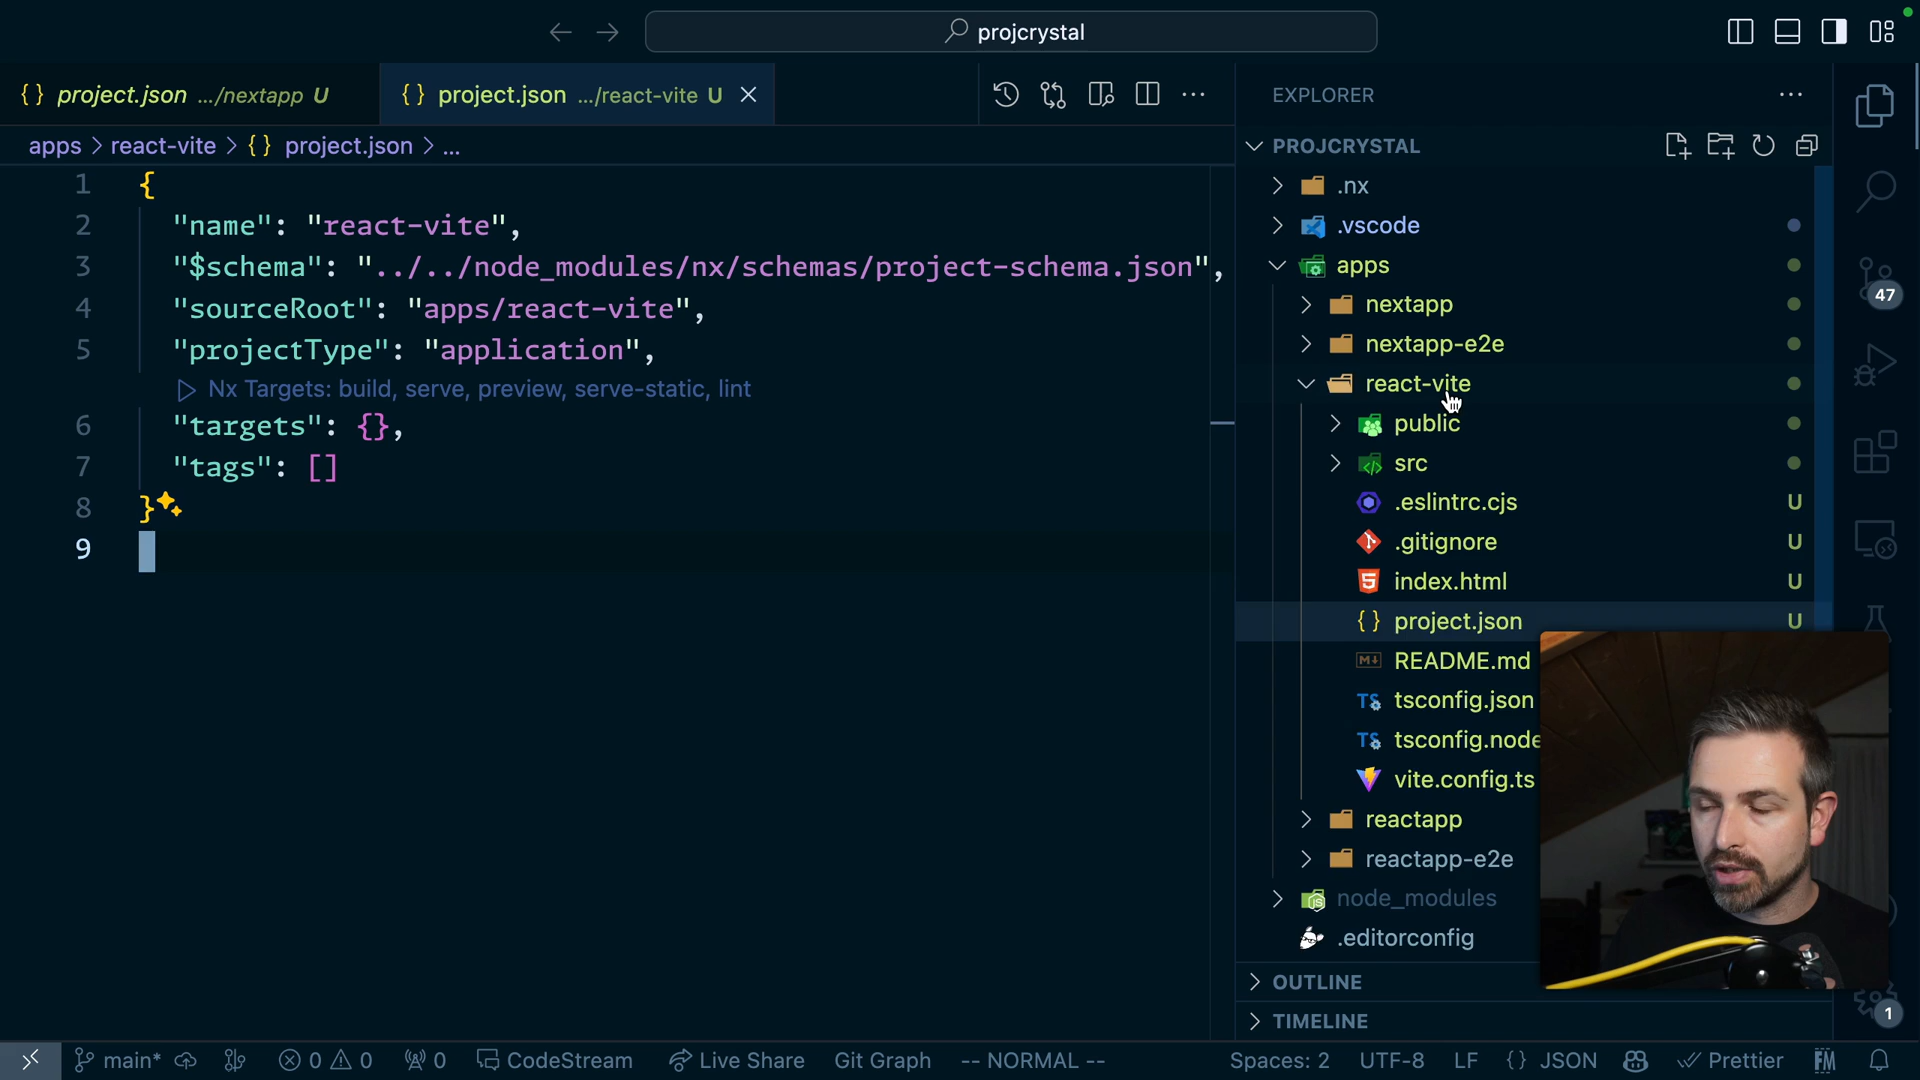 projcrystal
{ } project.json .../nextapp U
{ } project.json .../react-vite U
apps > react-vite > { } project.json > ...
1 {
2 "name": "react-vite",
3 "$schema": "../../node_modules/nx/schemas/project-schema.json",
4 "sourceRoot": "apps/react-vite",
5 "projectType": "application",
Nx Targets: build, serve, preview, serve-static, lint
6 "targets": {},
7 "tags": []
8 }
9
EXPLORER
PROJCRYSTAL
.nx
.vscode
apps
nextapp
nextapp-e2e
react-vite
public
src
.eslintrc.cjs U
.gitignore U
index.html U
{ } project.json U
README.md
TS tsconfig.json
TS tsconfig.node
vite.config.ts
reactapp
reactapp-e2e
node_modules
.editorconfig
OUTLINE
TIMELINE
47
1
main* 0 0 0 CodeStream Live Share Git Graph -- NORMAL -- Spaces: 2 UTF-8 LF { } JSON Prettier FM